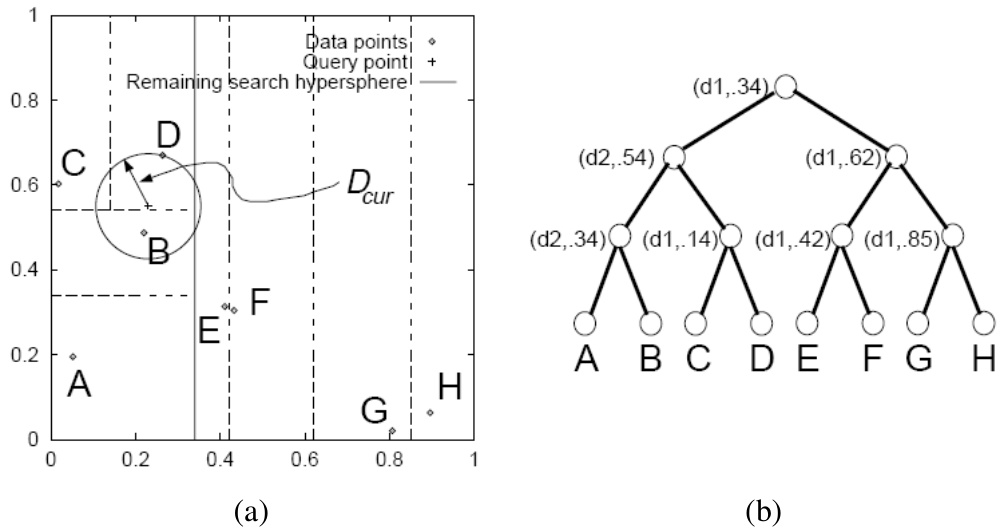 1
0.8
0.6
0.4
0.2
0
0 0.2 0.4 0.6 0.8 1
Data points
Query point
Remaining search hypersphere
D
C
B
D_cur
E F
A
G H
(a)
(d1,.34)
(d2,.54) (d1,.62)
(d2,.34) (d1,.14) (d1,.42) (d1,.85)
A B C D E F G H
(b)